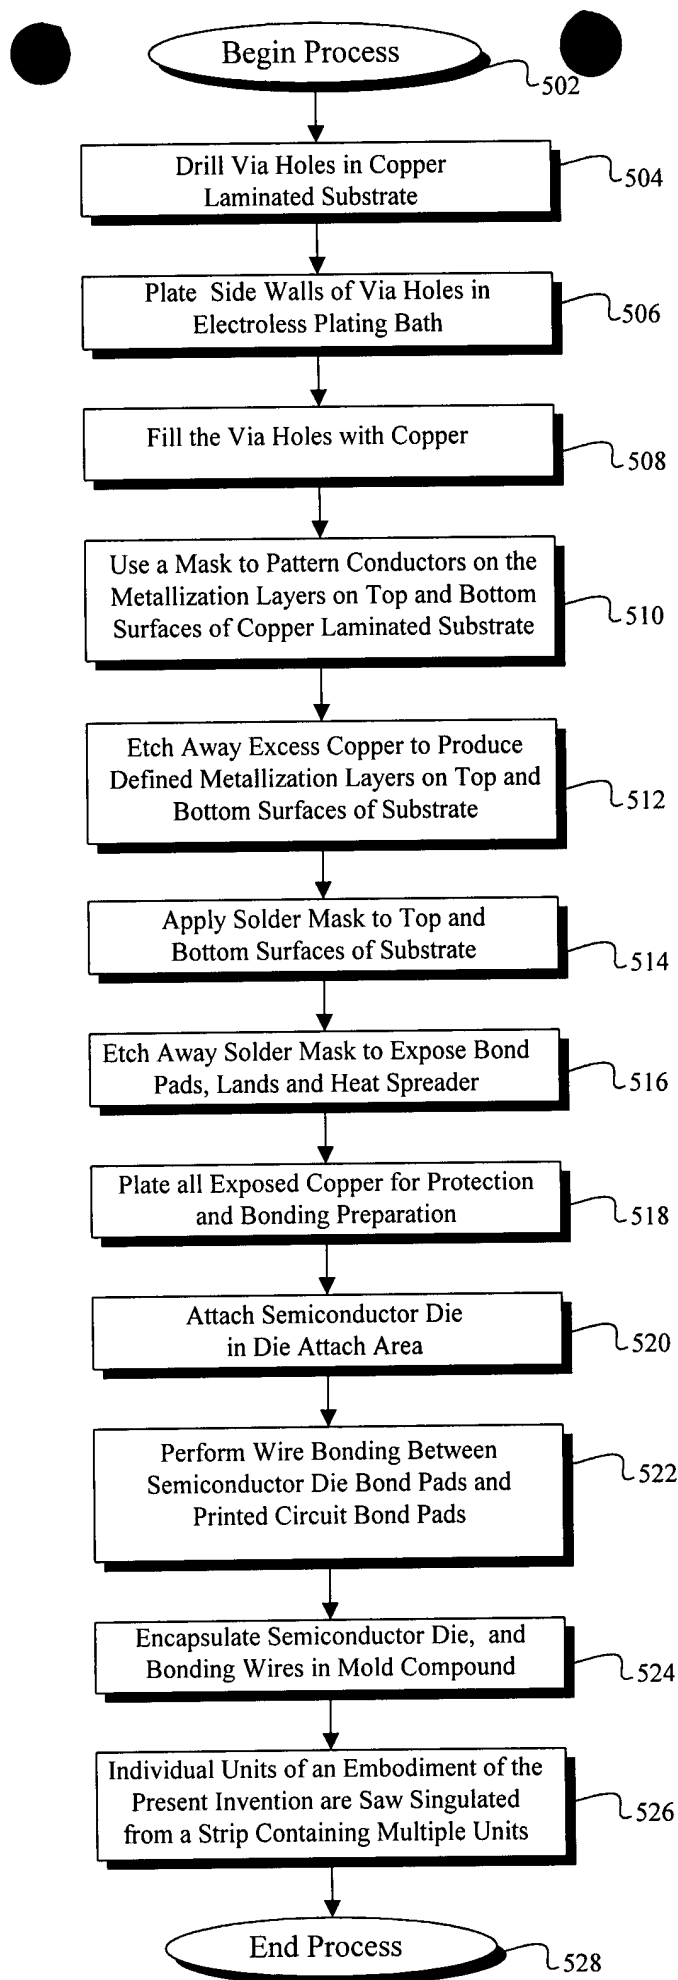 Begin Process
502
Drill Via Holes in Copper
Laminated Substrate
504
Plate Side Walls of Via Holes in
Electroless Plating Bath
506
Fill the Via Holes with Copper
508
Use a Mask to Pattern Conductors on the
Metallization Layers on Top and Bottom
Surfaces of Copper Laminated Substrate
510
Etch Away Excess Copper to Produce
Defined Metallization Layers on Top and
Bottom Surfaces of Substrate
512
Apply Solder Mask to Top and
Bottom Surfaces of Substrate
514
Etch Away Solder Mask to Expose Bond
Pads, Lands and Heat Spreader
516
Plate all Exposed Copper for Protection
and Bonding Preparation
518
Attach Semiconductor Die
in Die Attach Area
520
Perform Wire Bonding Between
Semiconductor Die Bond Pads and
Printed Circuit Bond Pads
522
Encapsulate Semiconductor Die, and
Bonding Wires in Mold Compound
524
Individual Units of an Embodiment of the
Present Invention are Saw Singulated
from a Strip Containing Multiple Units
526
End Process
528